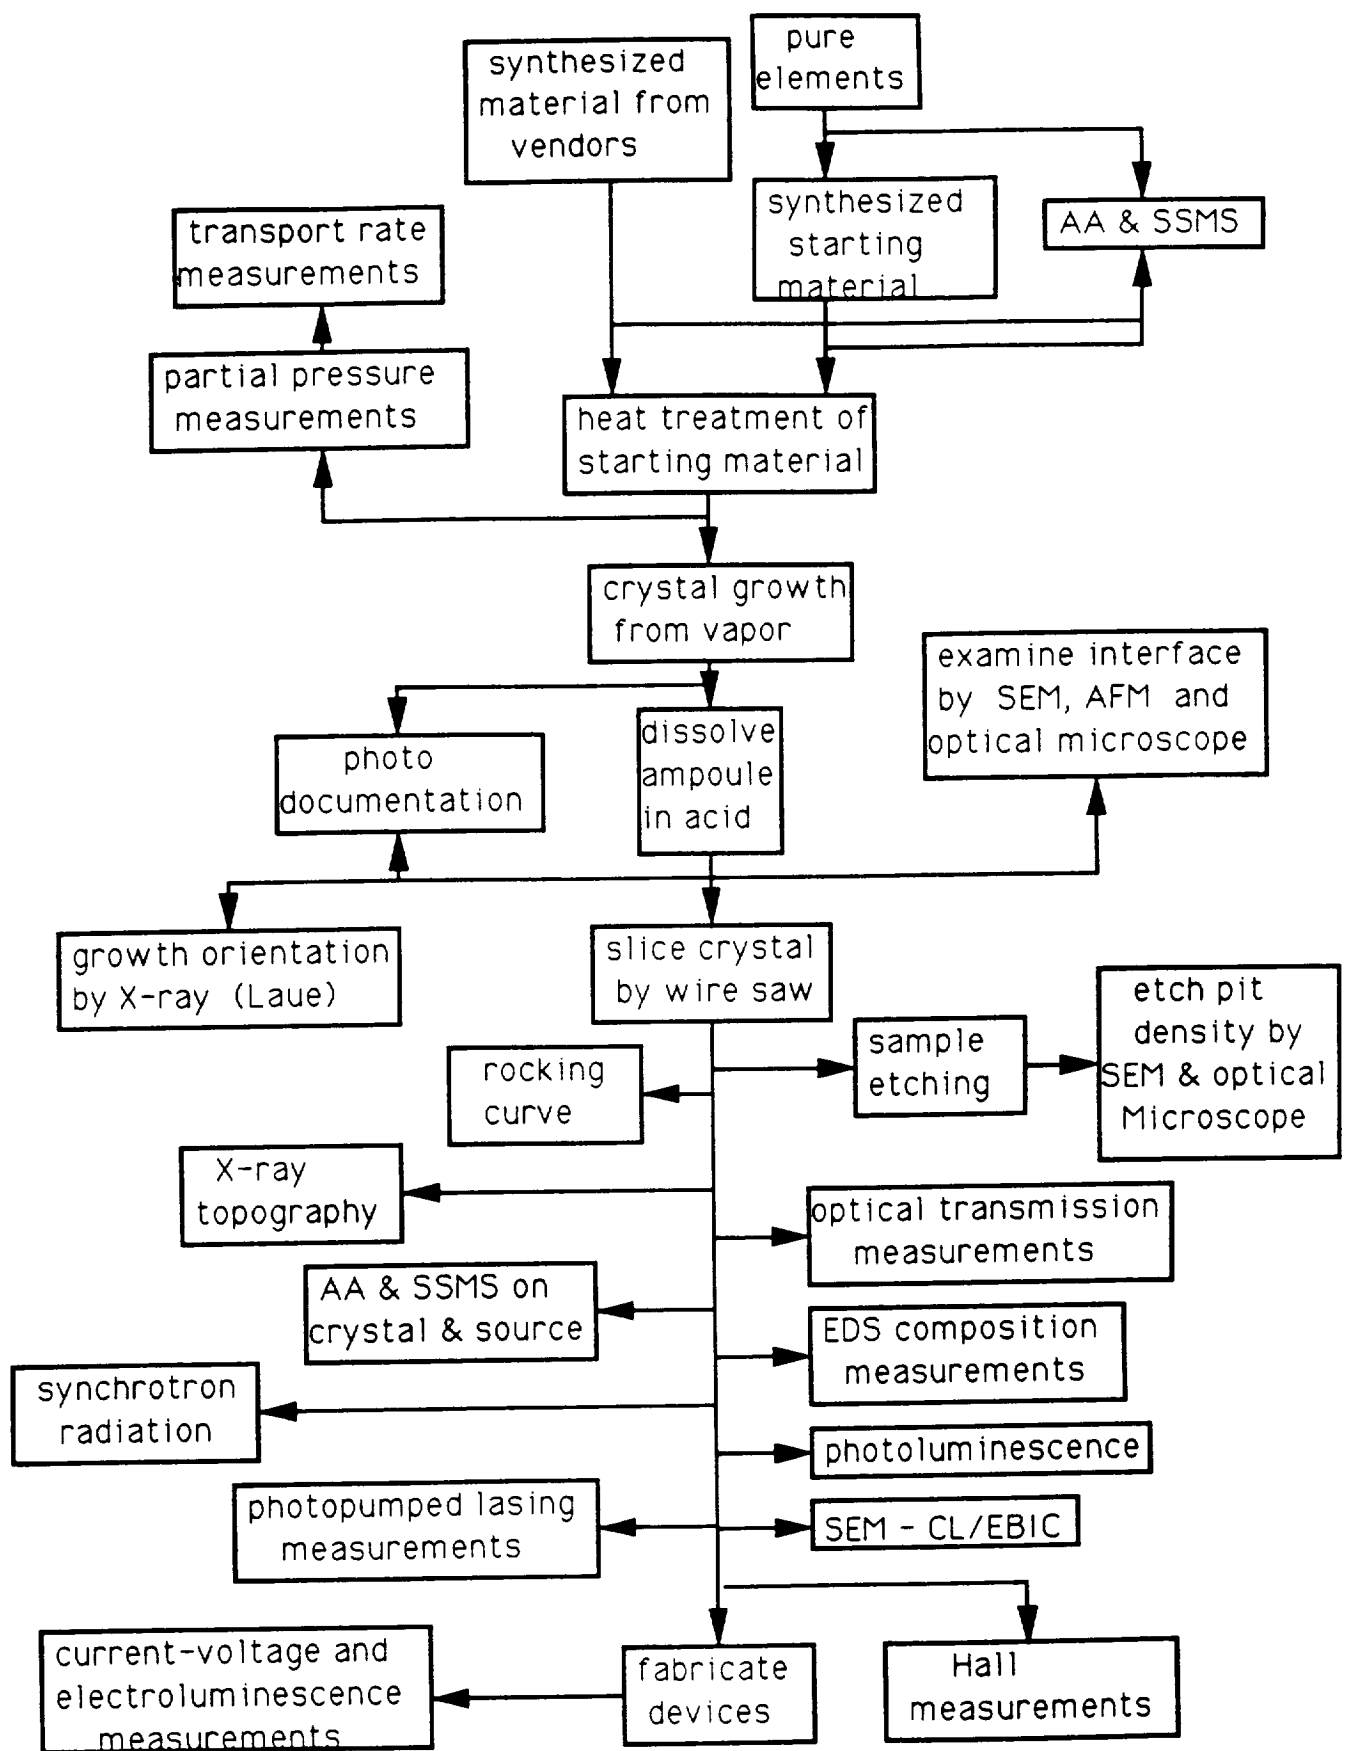 pure
elements
synthesized
material from
vendors
synthesized
starting
material
AA & SSMS
transport rate
measurements
partial pressure
measurements
heat treatment of
starting material
crystal growth
from vapor
examine interface
by SEM, AFM and
optical microscope
photo
documentation
dissolve
ampoule
in acid
growth orientation
by X-ray (Laue)
slice crystal
by wire saw
sample
etching
etch pit
density by
SEM & optical
Microscope
rocking
curve
X-ray
topography
optical transmission
measurements
AA & SSMS on
crystal & source
EDS composition
measurements
synchrotron
radiation
photoluminescence
photopumped lasing
measurements
SEM - CL/EBIC
current-voltage and
electroluminescence
measurements
fabricate
devices
Hall
measurements